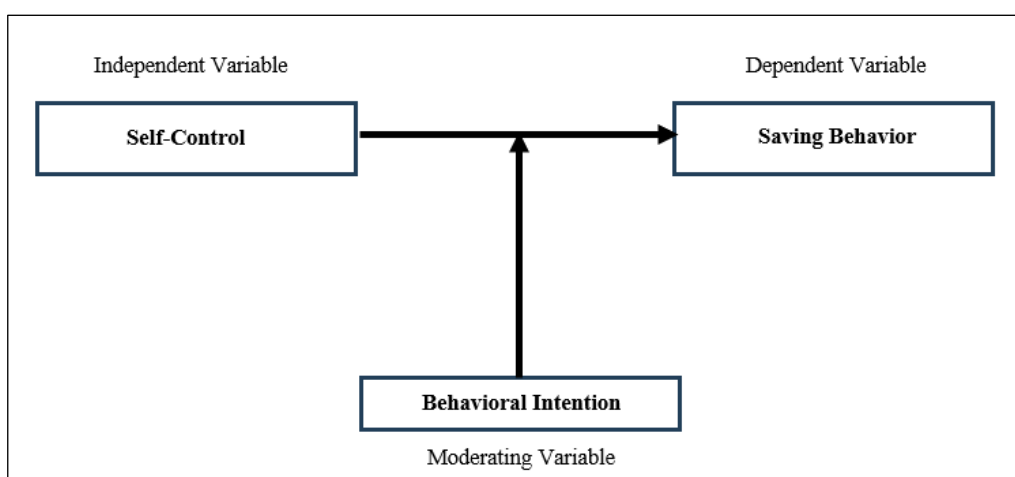 Independent Variable
Dependent Variable
Self-Control
Saving Behavior
Behavioral Intention
Moderating Variable